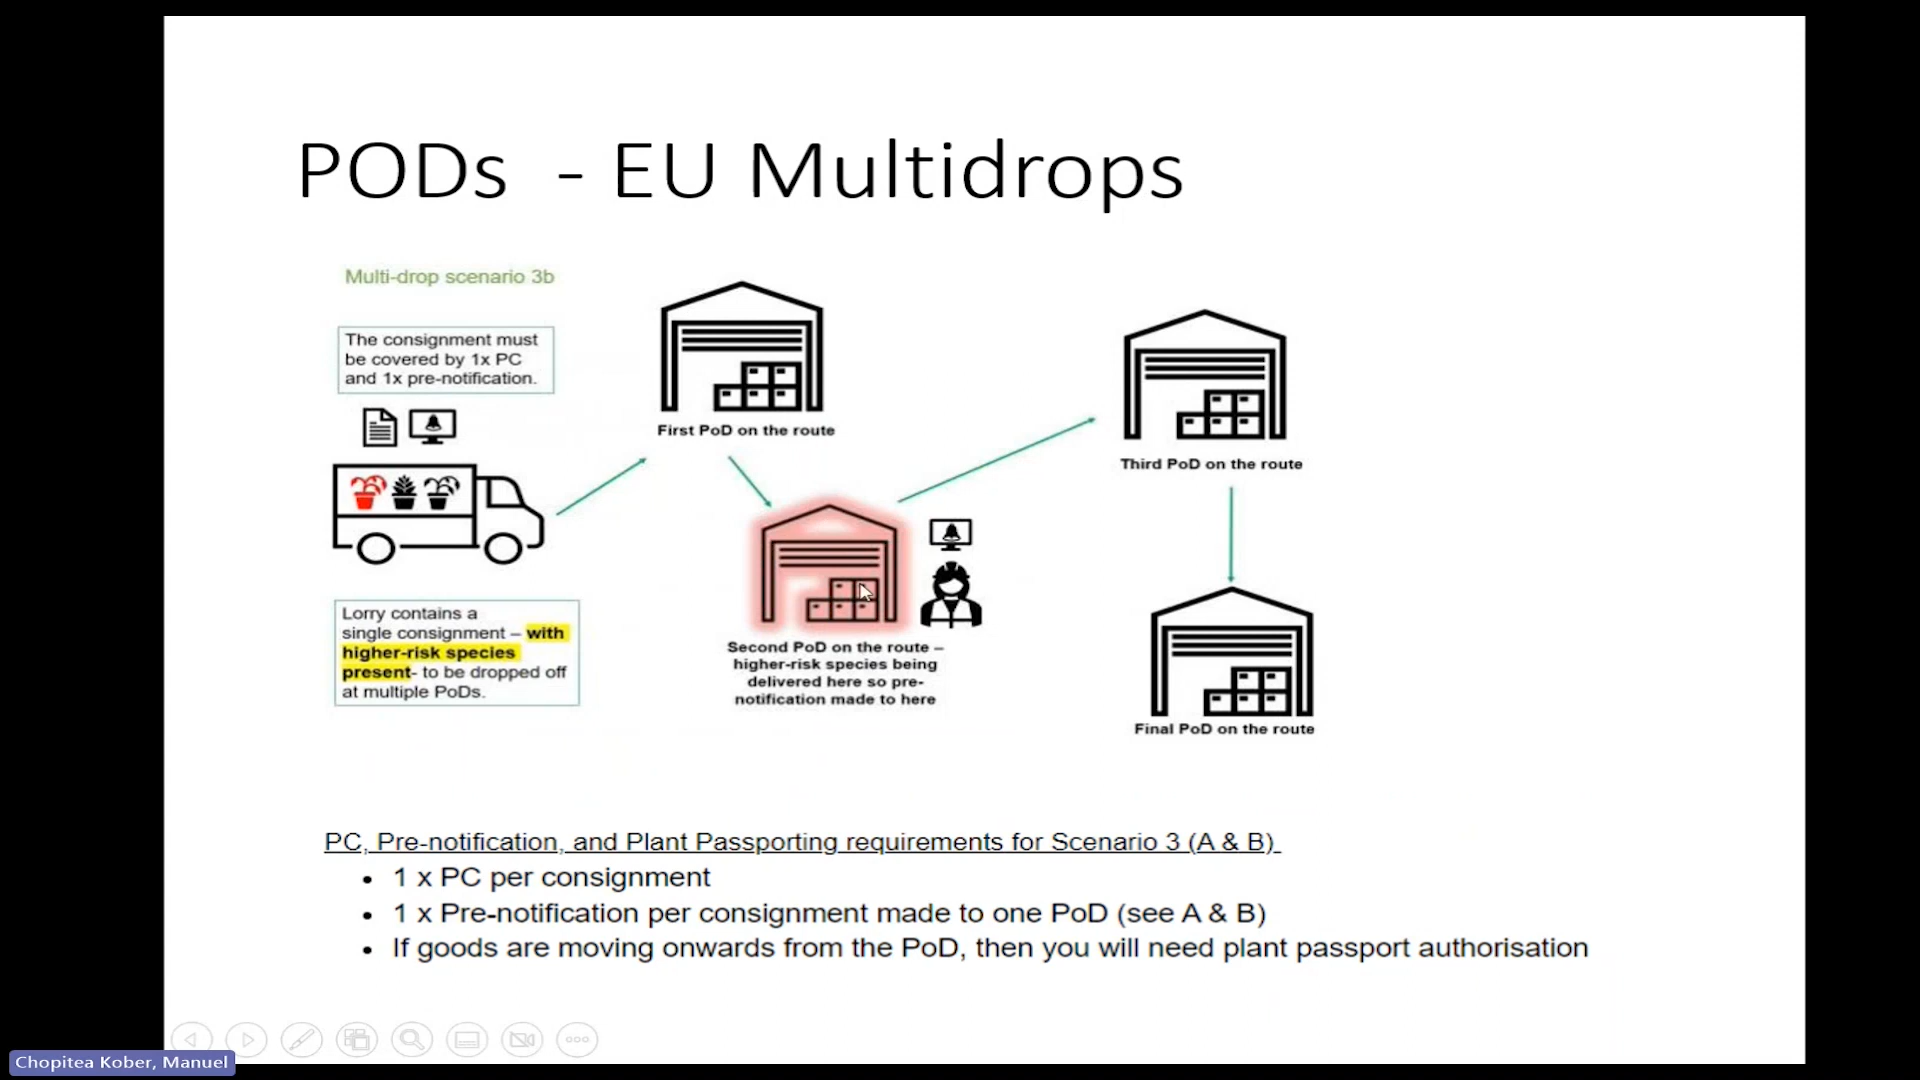 PODs - EU Multidrops
Multi-drop scenario 3b
The consignment must
be covered by 1x PC
and 1x pre-notification.
First PoD on the route
Third PoD on the route
Lorry contains a
single consignment – with
higher-risk species
present- to be dropped off
at multiple PoDs.
Second PoD on the route –
higher-risk species being
delivered here so pre-
notification made to here
Final PoD on the route
PC, Pre-notification, and Plant Passporting requirements for Scenario 3 (A & B)
• 1 x PC per consignment
• 1 x Pre-notification per consignment made to one PoD (see A & B)
• If goods are moving onwards from the PoD, then you will need plant passport authorisation
Chopitea Kober, Manuel